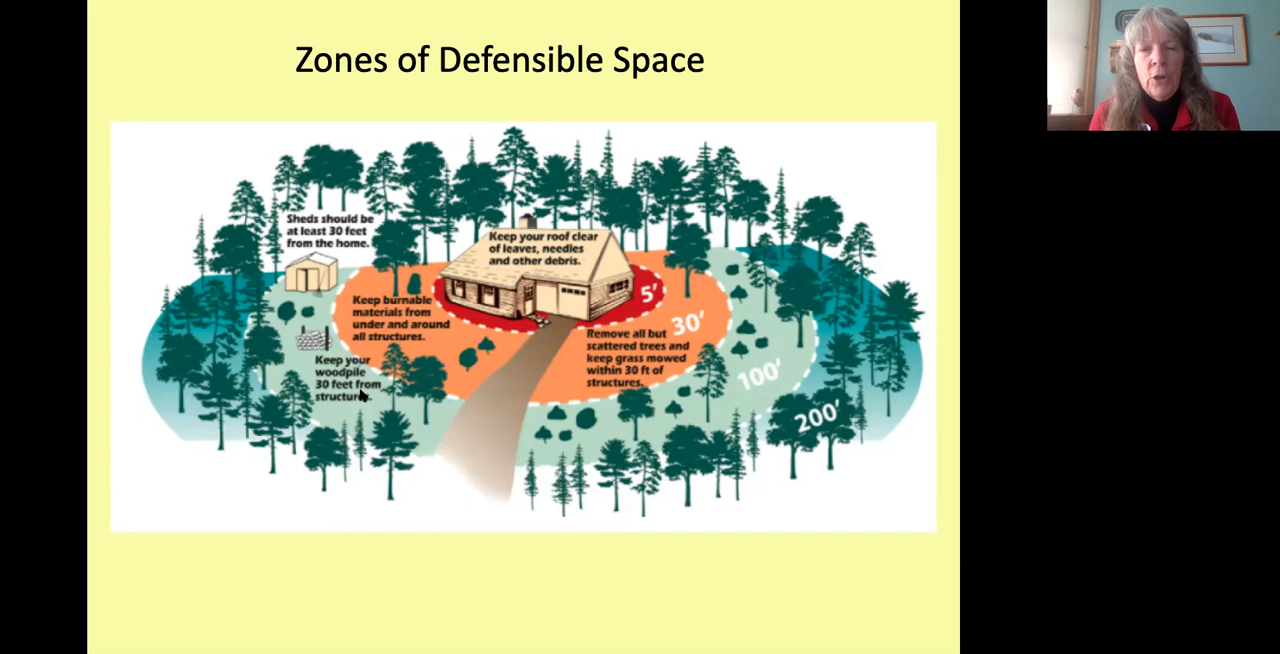 Zones of Defensible Space
Sheds should be
at least 30 feet
from the home.
Keep your roof clear
of leaves, needles
and other debris.
5'
Keep burnable
materials from
under and around
all structures.
30'
Remove all but
scattered trees and
keep grass mowed
within 30 ft of
structures.
Keep your
woodpile
30 feet from
structures.
100'
200'